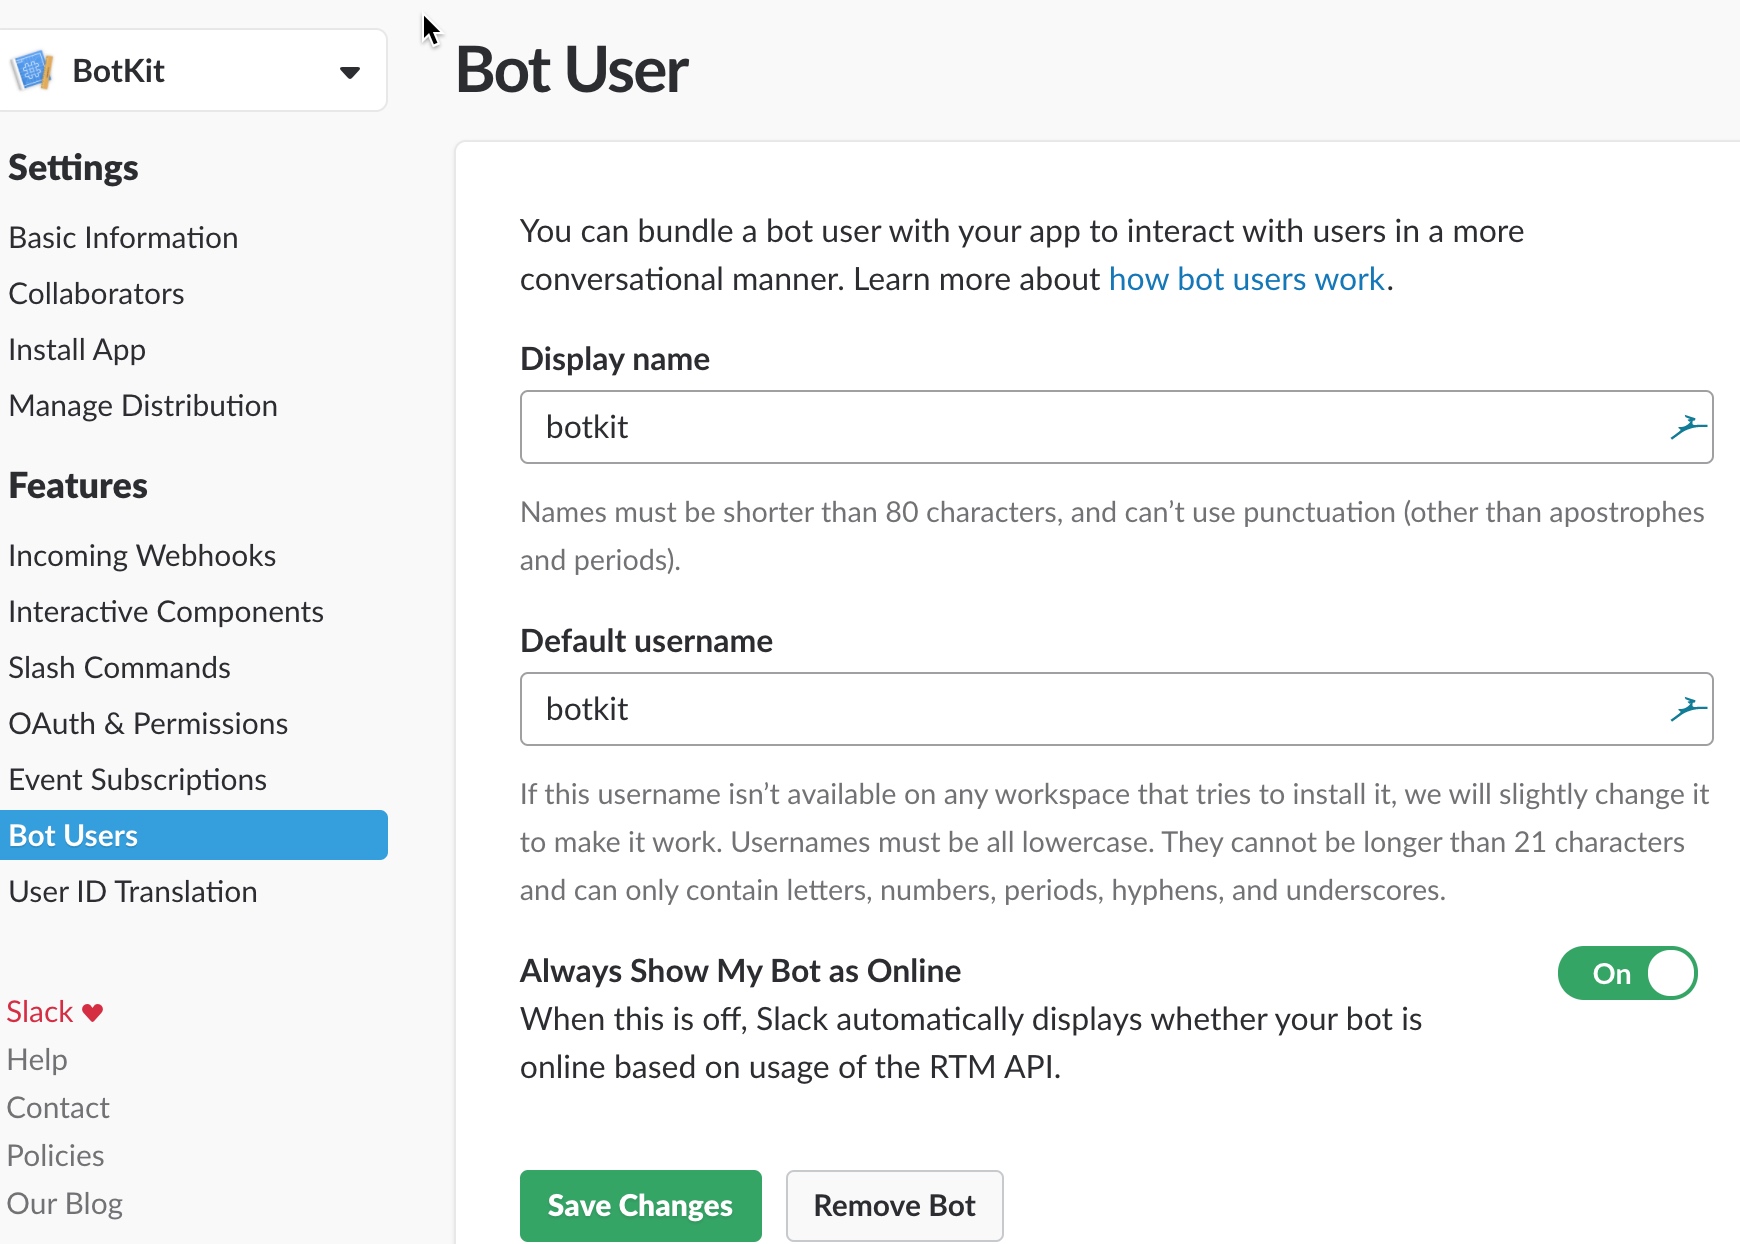 BotKit
Settings
Basic Information
Collaborators
Install App
Manage Distribution
Features
Incoming Webhooks
Interactive Components
Slash Commands
OAuth & Permissions
Event Subscriptions
Bot Users
User ID Translation
Slack
Help
Contact
Policies
Our Blog
Bot User
You can bundle a bot user with your app to interact with users in a more
conversational manner. Learn more about how bot users work.
Display name
botkit
Names must be shorter than 80 characters, and can’t use punctuation (other than apostrophes
and periods).
Default username
botkit
If this username isn’t available on any workspace that tries to install it, we will slightly change it
to make it work. Usernames must be all lowercase. They cannot be longer than 21 characters
and can only contain letters, numbers, periods, hyphens, and underscores.
Always Show My Bot as Online
On
When this is off, Slack automatically displays whether your bot is
online based on usage of the RTM API.
Save Changes
Remove Bot